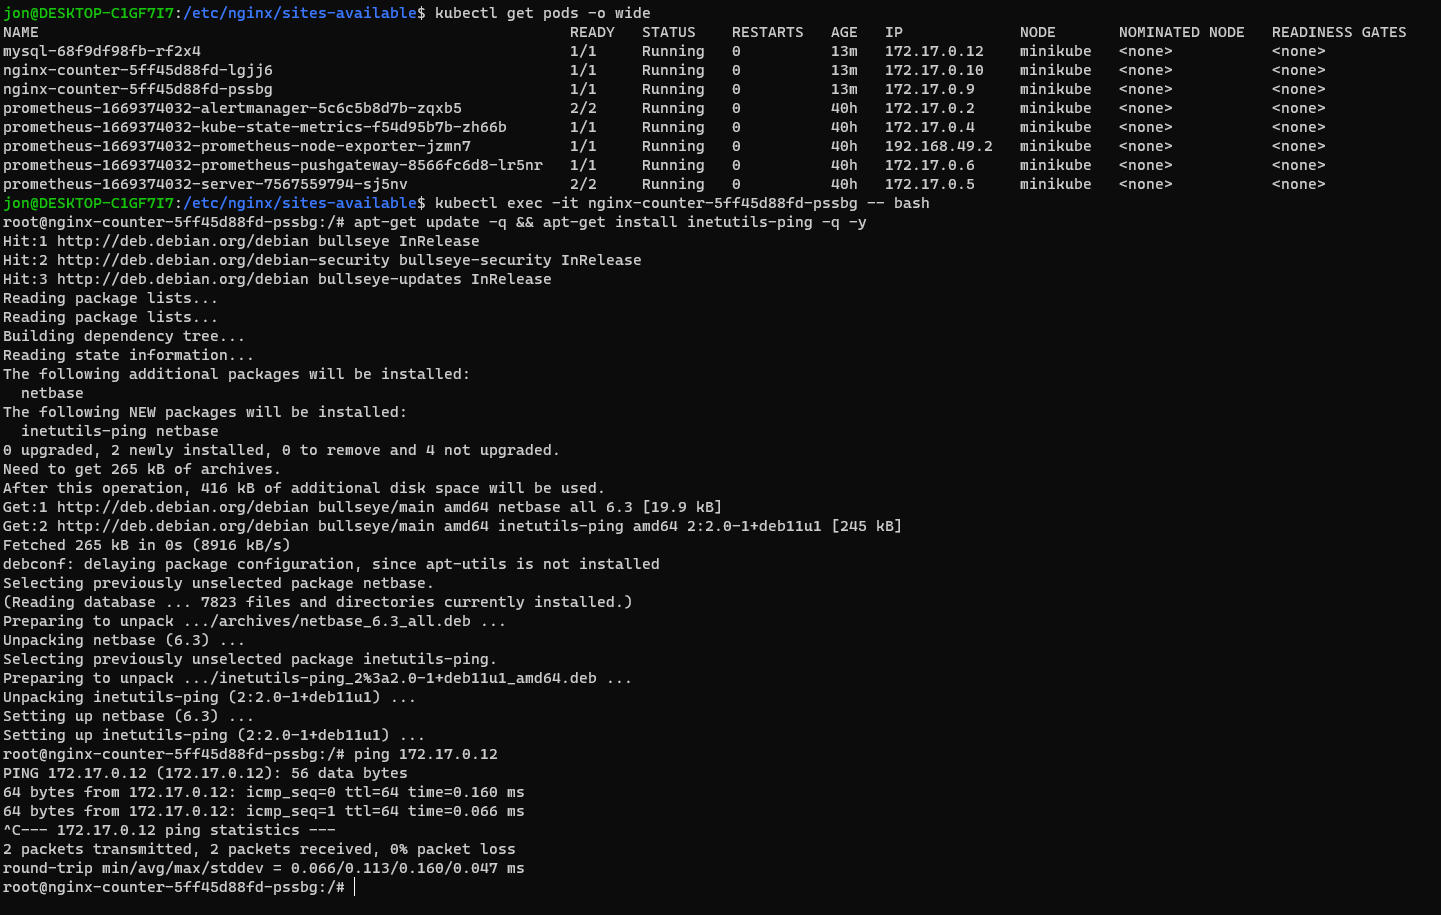 jon@DESKTOP-C1GF7I7:/etc/nginx/sites-available$ kubectl get pods -o wide
NAME READY STATUS RESTARTS AGE IP NODE NOMINATED NODE READINESS GATES
mysql-68f9df98fb-rf2x4 1/1 Running 0 13m 172.17.0.12 minikube <none> <none>
nginx-counter-5ff45d88fd-lgjj6 1/1 Running 0 13m 172.17.0.10 minikube <none> <none>
nginx-counter-5ff45d88fd-pssbg 1/1 Running 0 13m 172.17.0.9 minikube <none> <none>
prometheus-1669374032-alertmanager-5c6c5b8d7b-zqxb5 2/2 Running 0 40h 172.17.0.2 minikube <none> <none>
prometheus-1669374032-kube-state-metrics-f54d95b7b-zh66b 1/1 Running 0 40h 172.17.0.4 minikube <none> <none>
prometheus-1669374032-prometheus-node-exporter-jzmn7 1/1 Running 0 40h 192.168.49.2 minikube <none> <none>
prometheus-1669374032-prometheus-pushgateway-8566fc6d8-lr5nr 1/1 Running 0 40h 172.17.0.6 minikube <none> <none>
prometheus-1669374032-server-7567559794-sj5nv 2/2 Running 0 40h 172.17.0.5 minikube <none> <none>
jon@DESKTOP-C1GF7I7:/etc/nginx/sites-available$ kubectl exec -it nginx-counter-5ff45d88fd-pssbg -- bash
root@nginx-counter-5ff45d88fd-pssbg:/# apt-get update -q && apt-get install inetutils-ping -q -y
Hit:1 http://deb.debian.org/debian bullseye InRelease
Hit:2 http://deb.debian.org/debian-security bullseye-security InRelease
Hit:3 http://deb.debian.org/debian bullseye-updates InRelease
Reading package lists...
Reading package lists...
Building dependency tree...
Reading state information...
The following additional packages will be installed:
netbase
The following NEW packages will be installed:
inetutils-ping netbase
0 upgraded, 2 newly installed, 0 to remove and 4 not upgraded.
Need to get 265 kB of archives.
After this operation, 416 kB of additional disk space will be used.
Get:1 http://deb.debian.org/debian bullseye/main amd64 netbase all 6.3 [19.9 kB]
Get:2 http://deb.debian.org/debian bullseye/main amd64 inetutils-ping amd64 2:2.0-1+deb11u1 [245 kB]
Fetched 265 kB in 0s (8916 kB/s)
debconf: delaying package configuration, since apt-utils is not installed
Selecting previously unselected package netbase.
(Reading database ... 7823 files and directories currently installed.)
Preparing to unpack .../archives/netbase_6.3_all.deb ...
Unpacking netbase (6.3) ...
Selecting previously unselected package inetutils-ping.
Preparing to unpack .../inetutils-ping_2%3a2.0-1+deb11u1_amd64.deb ...
Unpacking inetutils-ping (2:2.0-1+deb11u1) ...
Setting up netbase (6.3) ...
Setting up inetutils-ping (2:2.0-1+deb11u1) ...
root@nginx-counter-5ff45d88fd-pssbg:/# ping 172.17.0.12
PING 172.17.0.12 (172.17.0.12): 56 data bytes
64 bytes from 172.17.0.12: icmp_seq=0 ttl=64 time=0.160 ms
64 bytes from 172.17.0.12: icmp_seq=1 ttl=64 time=0.066 ms
^C--- 172.17.0.12 ping statistics ---
2 packets transmitted, 2 packets received, 0% packet loss
round-trip min/avg/max/stddev = 0.066/0.113/0.160/0.047 ms
root@nginx-counter-5ff45d88fd-pssbg:/#